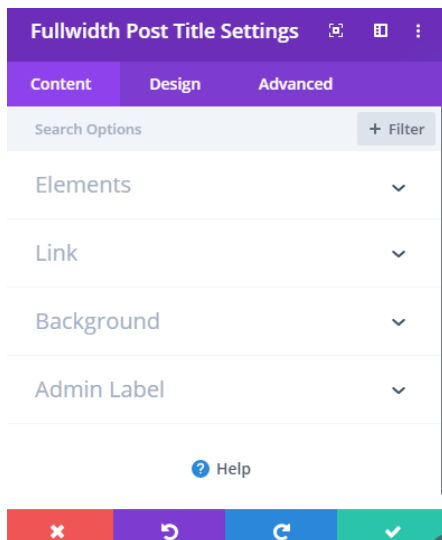 Fullwidth Post Title Settings
Content Design Advanced
Search Options + Filter
Elements
Link
Background
Admin Label
? Help